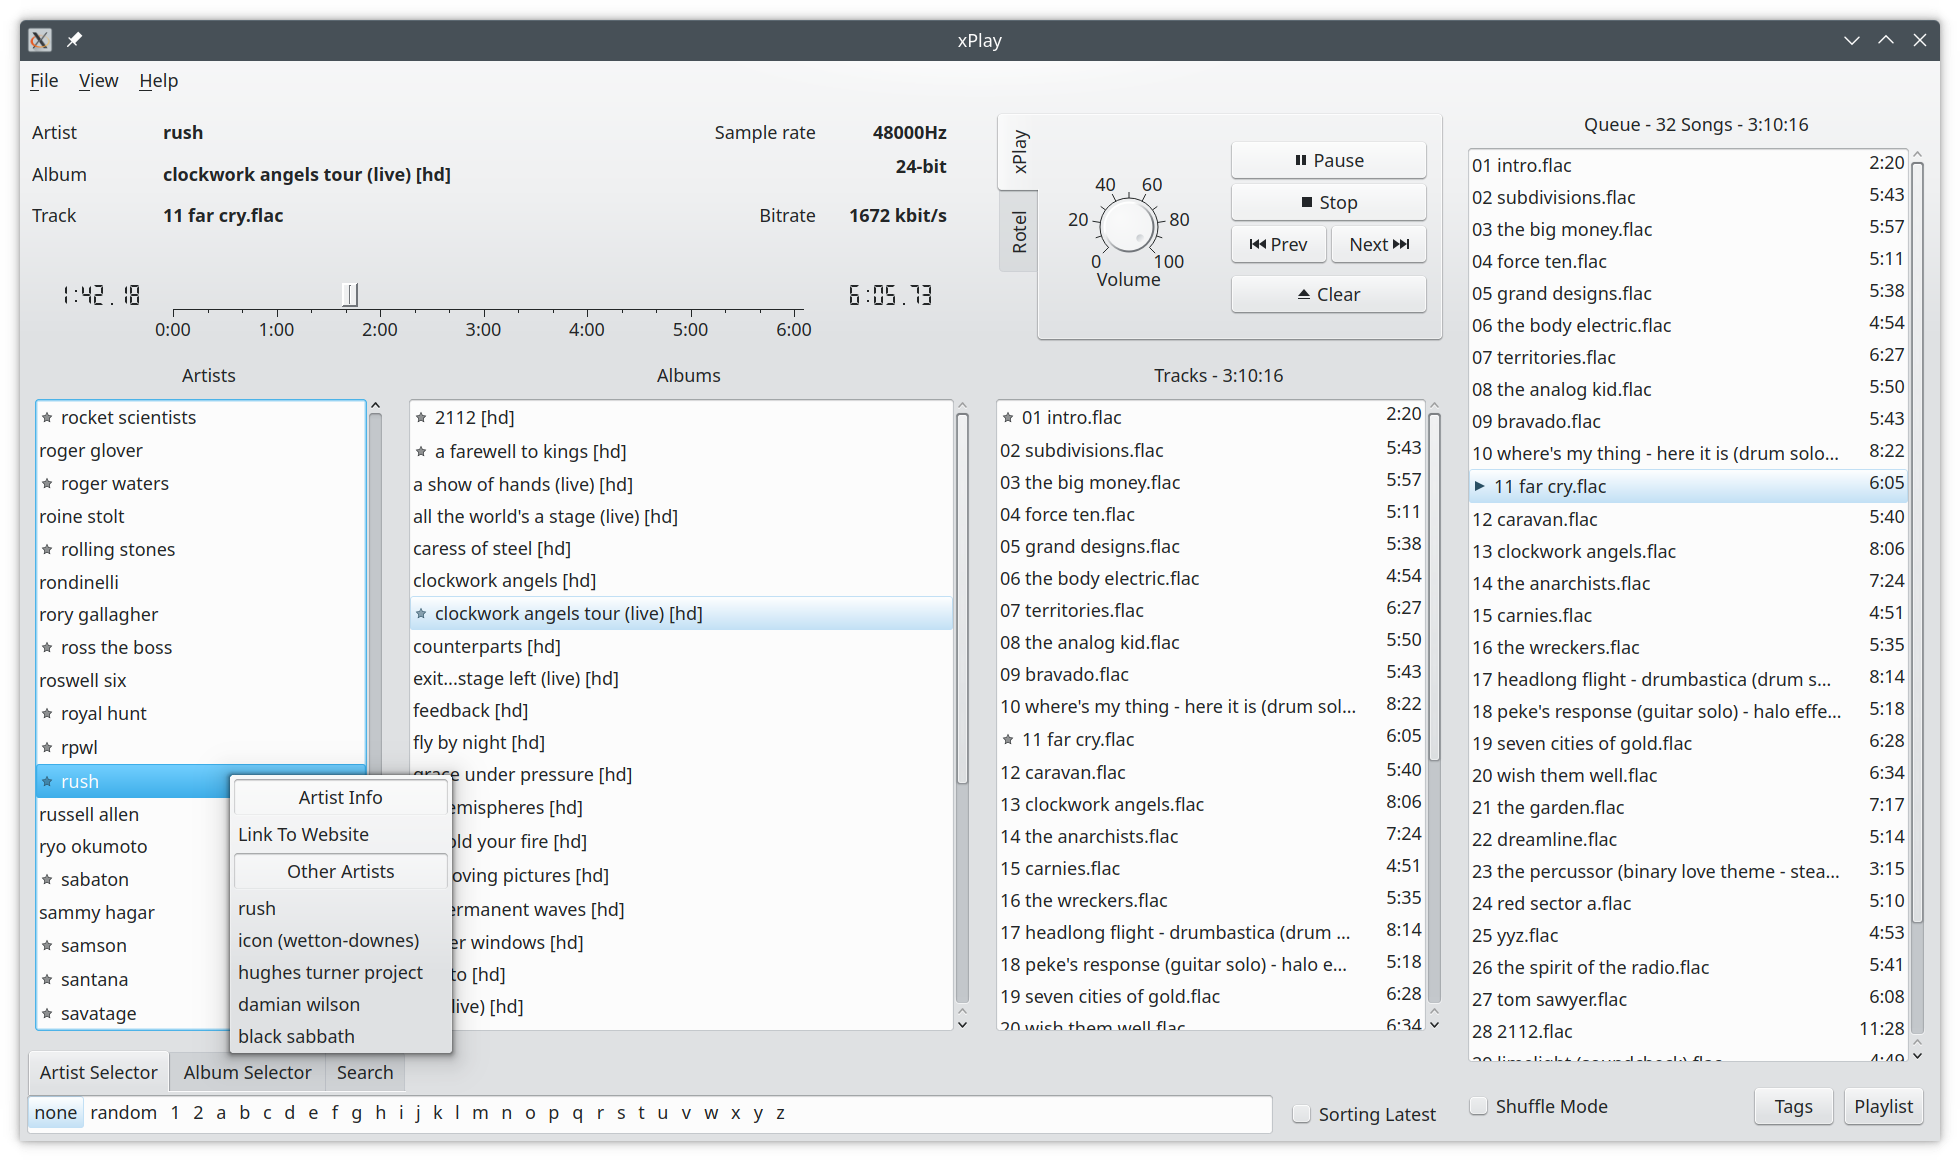 xPlay
File View Help
Artist rush
Album clockwork angels tour (live) [hd]
Track 11 far cry.flac
Sample rate 48000Hz
24-bit
Bitrate 1672 kbit/s
1:42.18
6:05.73
0:00 1:00 2:00 3:00 4:00 5:00 6:00
xPlay
Rotel
40 60
20 80
0 100
Volume
Pause
Stop
Prev Next
Clear
Queue - 32 Songs - 3:10:16
01 intro.flac 2:20
02 subdivisions.flac 5:43
03 the big money.flac 5:57
04 force ten.flac 5:11
05 grand designs.flac 5:38
06 the body electric.flac 4:54
07 territories.flac 6:27
08 the analog kid.flac 5:50
09 bravado.flac 5:43
10 where's my thing - here it is (drum solo... 8:22
11 far cry.flac 6:05
12 caravan.flac 5:40
13 clockwork angels.flac 8:06
14 the anarchists.flac 7:24
15 carnies.flac 4:51
16 the wreckers.flac 5:35
17 headlong flight - drumbastica (drum s... 8:14
18 peke's response (guitar solo) - halo effe... 5:18
19 seven cities of gold.flac 6:28
20 wish them well.flac 6:34
21 the garden.flac 7:17
22 dreamline.flac 5:14
23 the percussor (binary love theme - stea... 3:15
24 red sector a.flac 5:10
25 yyz.flac 4:53
26 the spirit of the radio.flac 5:41
27 tom sawyer.flac 6:08
28 2112.flac 11:28
29 limelight (soundcheck).flac 4:49
Artists
rocket scientists
roger glover
roger waters
roine stolt
rolling stones
rondinelli
rory gallagher
ross the boss
roswell six
royal hunt
rpwl
rush
russell allen
ryo okumoto
sabaton
sammy hagar
samson
santana
savatage
Artist Info
Link To Website
Other Artists
rush
icon (wetton-downes)
hughes turner project
damian wilson
black sabbath
Albums
2112 [hd]
a farewell to kings [hd]
a show of hands (live) [hd]
all the world's a stage (live) [hd]
caress of steel [hd]
clockwork angels [hd]
clockwork angels tour (live) [hd]
counterparts [hd]
exit...stage left (live) [hd]
feedback [hd]
fly by night [hd]
grace under pressure [hd]
emispheres [hd]
old your fire [hd]
oving pictures [hd]
ermanent waves [hd]
er windows [hd]
to [hd]
live) [hd]
Tracks - 3:10:16
01 intro.flac 2:20
02 subdivisions.flac 5:43
03 the big money.flac 5:57
04 force ten.flac 5:11
05 grand designs.flac 5:38
06 the body electric.flac 4:54
07 territories.flac 6:27
08 the analog kid.flac 5:50
09 bravado.flac 5:43
10 where's my thing - here it is (drum sol... 8:22
11 far cry.flac 6:05
12 caravan.flac 5:40
13 clockwork angels.flac 8:06
14 the anarchists.flac 7:24
15 carnies.flac 4:51
16 the wreckers.flac 5:35
17 headlong flight - drumbastica (drum ... 8:14
18 peke's response (guitar solo) - halo e... 5:18
19 seven cities of gold.flac 6:28
20 wish them well.flac 6:34
Artist Selector Album Selector Search
none random 1 2 a b c d e f g h i j k l m n o p q r s t u v w x y z
Sorting Latest
Shuffle Mode
Tags Playlist